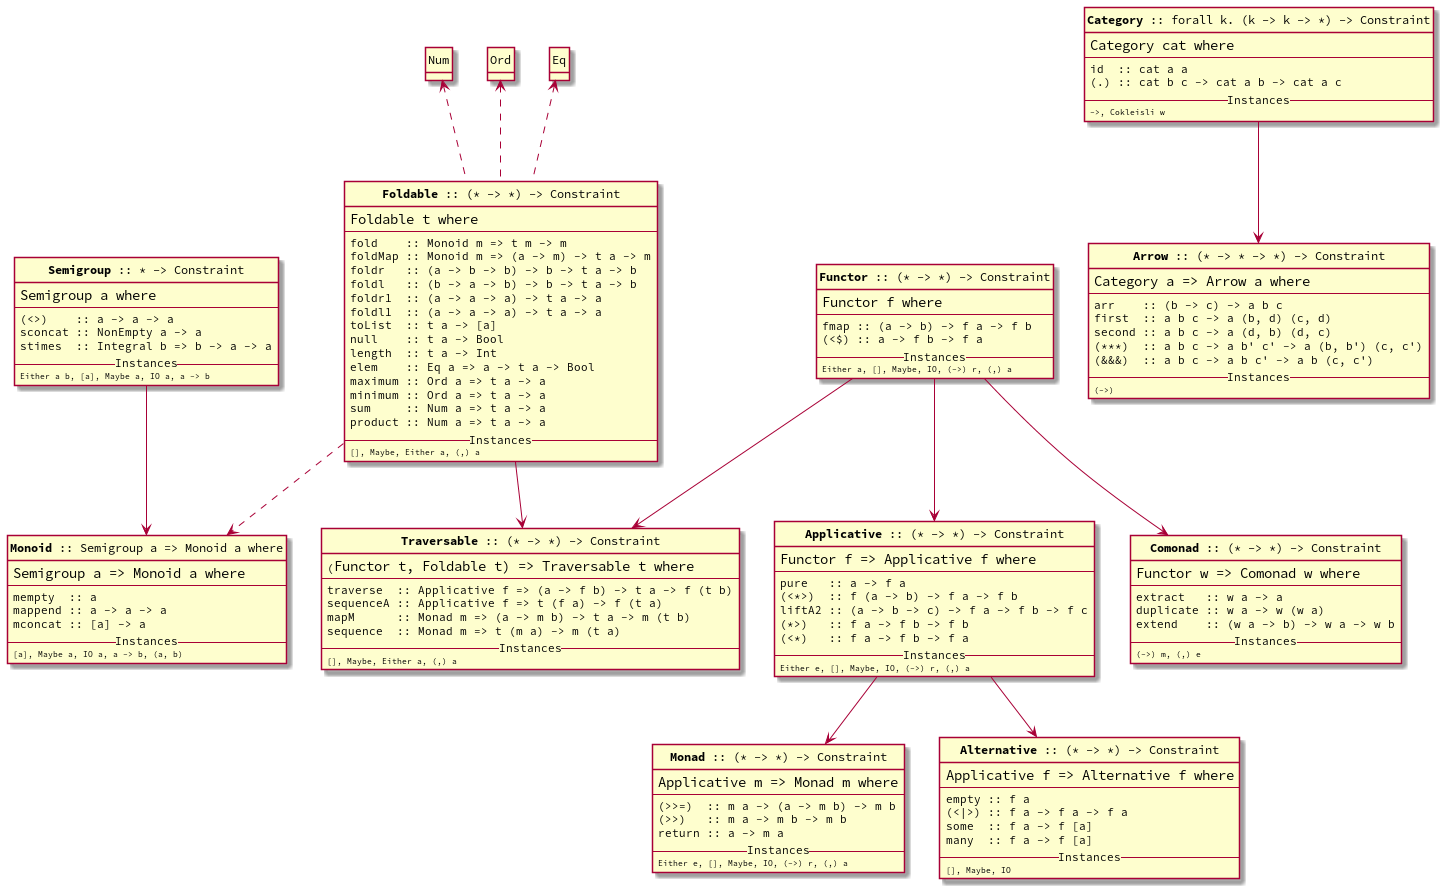 Num
Ord
Eq
Category :: forall k. (k -> k -> *) -> Constraint
Category cat where
id  :: cat a a
(.) :: cat b c -> cat a b -> cat a c
Instances
->, Cokleisli w
Foldable :: (* -> *) -> Constraint
Foldable t where
fold    :: Monoid m => t m -> m
foldMap :: Monoid m => (a -> m) -> t a -> m
foldr   :: (a -> b -> b) -> b -> t a -> b
foldl   :: (b -> a -> b) -> b -> t a -> b
foldr1  :: (a -> a -> a) -> t a -> a
foldl1  :: (a -> a -> a) -> t a -> a
toList  :: t a -> [a]
null    :: t a -> Bool
length  :: t a -> Int
elem    :: Eq a => a -> t a -> Bool
maximum :: Ord a => t a -> a
minimum :: Ord a => t a -> a
sum     :: Num a => t a -> a
product :: Num a => t a -> a
Instances
[], Maybe, Either a, (,) a
Semigroup :: * -> Constraint
Semigroup a where
(<>)    :: a -> a -> a
sconcat :: NonEmpty a -> a
stimes  :: Integral b => b -> a -> a
Instances
Either a b, [a], Maybe a, IO a, a -> b
Functor :: (* -> *) -> Constraint
Functor f where
fmap :: (a -> b) -> f a -> f b
(<$) :: a -> f b -> f a
Instances
Either a, [], Maybe, IO, (->) r, (,) a
Arrow :: (* -> * -> *) -> Constraint
Category a => Arrow a where
arr    :: (b -> c) -> a b c
first  :: a b c -> a (b, d) (c, d)
second :: a b c -> a (d, b) (d, c)
(***)  :: a b c -> a b' c' -> a (b, b') (c, c')
(&&&)  :: a b c -> a b c' -> a b (c, c')
Instances
(->)
Monoid :: Semigroup a => Monoid a where
Semigroup a => Monoid a where
mempty  :: a
mappend :: a -> a -> a
mconcat :: [a] -> a
Instances
[a], Maybe a, IO a, a -> b, (a, b)
Traversable :: (* -> *) -> Constraint
(Functor t, Foldable t) => Traversable t where
traverse  :: Applicative f => (a -> f b) -> t a -> f (t b)
sequenceA :: Applicative f => t (f a) -> f (t a)
mapM      :: Monad m => (a -> m b) -> t a -> m (t b)
sequence  :: Monad m => t (m a) -> m (t a)
Instances
[], Maybe, Either a, (,) a
Applicative :: (* -> *) -> Constraint
Functor f => Applicative f where
pure   :: a -> f a
(<*>)  :: f (a -> b) -> f a -> f b
liftA2 :: (a -> b -> c) -> f a -> f b -> f c
(*>)   :: f a -> f b -> f b
(<*)   :: f a -> f b -> f a
Instances
Either e, [], Maybe, IO, (->) r, (,) a
Comonad :: (* -> *) -> Constraint
Functor w => Comonad w where
extract   :: w a -> a
duplicate :: w a -> w (w a)
extend    :: (w a -> b) -> w a -> w b
Instances
(->) m, (,) e
Monad :: (* -> *) -> Constraint
Applicative m => Monad m where
(>>=)  :: m a -> (a -> m b) -> m b
(>>)   :: m a -> m b -> m b
return :: a -> m a
Instances
Either e, [], Maybe, IO, (->) r, (,) a
Alternative :: (* -> *) -> Constraint
Applicative f => Alternative f where
empty :: f a
(<|>) :: f a -> f a -> f a
some  :: f a -> f [a]
many  :: f a -> f [a]
Instances
[], Maybe, IO